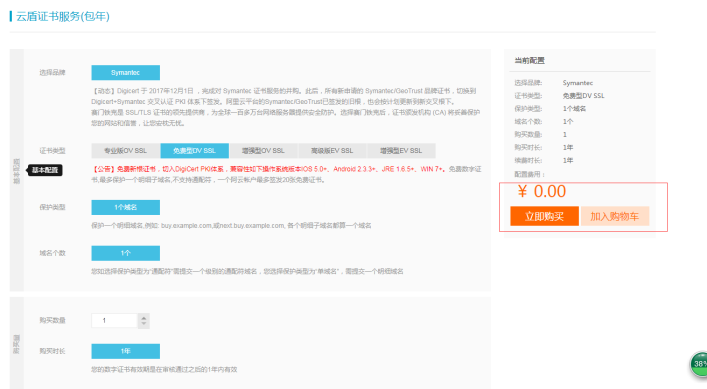 云盾证书服务(包年)
当前配置
选择品牌
Symantec
【动态】Digicert 于 2017年12月1日 ，完成对 Symantec 证书服务的并购。此后，所有新申请的 Symantec/GeoTrust 品牌证书，切换到
Digicert+Symantec 交叉认证 PKI 体系下签发。阿里云平台的Symantec/GeoTrust已签发的旧根，也会按计划更新到新交叉根下。
赛门铁克是 SSL/TLS 证书的领先提供商，为全球一百多万台网络服务器提供安全防护。选择赛门铁克后，证书颁发机构 (CA) 将妥善保护
您的网站和信誉，让您安枕无忧。
证书类型
专业版OV SSL
免费型DV SSL
增强型OV SSL
高级版EV SSL
增强型EV SSL
【公告】免费新根证书，切入DigiCert PKI体系，兼容性如下操作系统版本IOS 5.0+、Android 2.3.3+、JRE 1.6.5+、WIN 7+。免费数字证
书,最多保护一个明细子域名,不支持通配符，一个阿里云帐户最多签发20张免费证书。
基本配置
保护类型
1个域名
保护一个明细域名,例如: buy.example.com,或next.buy.example.com, 各个明细子域名都算一个域名
域名个数
1个
您如选择保护类型为“通配符”需提交一个级别的通配符域名，您选择保护类型为“单域名”，需提交一个明细域名
购买数量
1
购买时长
1年
您的数字证书有效期是在审核通过之后的1年内有效
选择品牌:
Symantec
证书类型:
免费型DV SSL
保护类型:
1个域名
域名个数:
1个
购买数量:
1
购买时长:
1年
续费时长:
1年
配置费用：
¥ 0.00
立即购买
加入购物车
38%